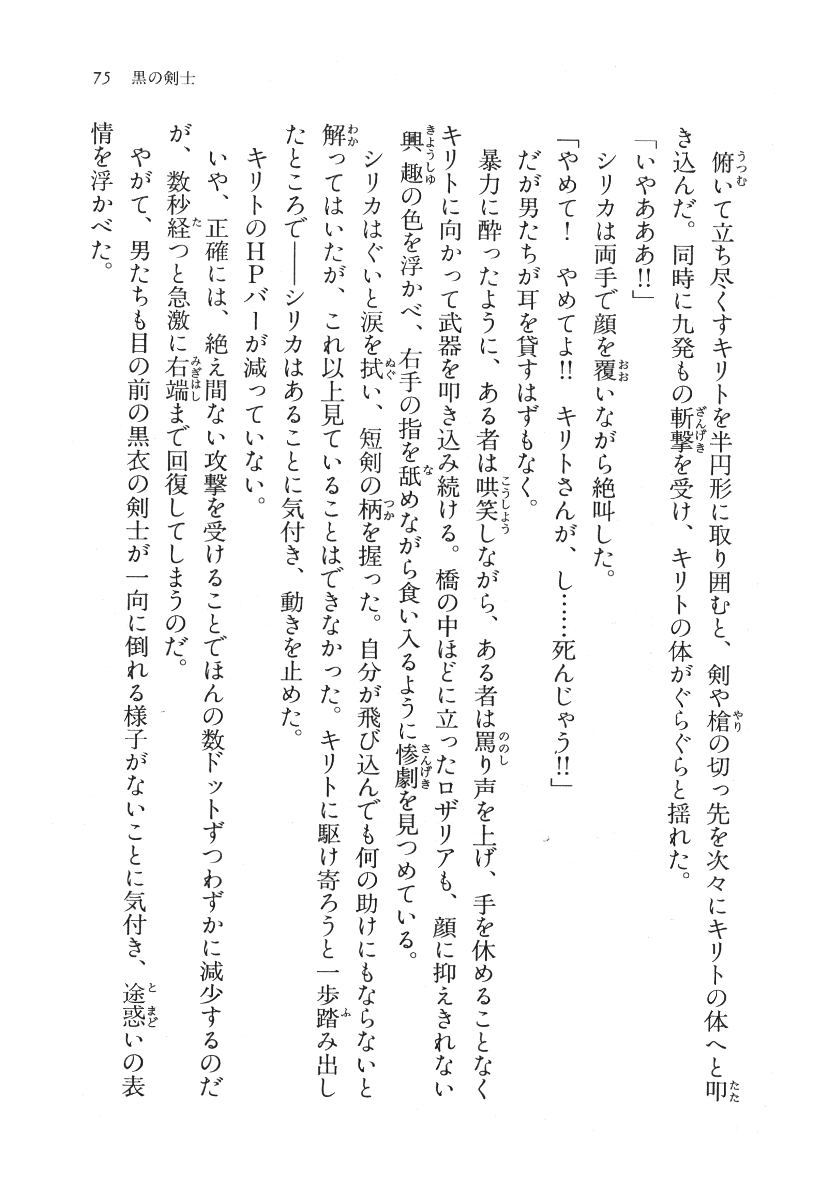 75 黒の剣士
俯いて立ち尽くすキリトを半円形に取り囲むと、剣や槍の切っ先を次々にキリトの体へと叩
き込んだ。同時に九発もの斬撃を受け、キリトの体がぐらぐらと揺れた。
「いやあああ!!」
シリカは両手で顔を覆いながら絶叫した。
「やめて！　やめてよ!!　キリトさんが、し……死んじゃう!!」
だが男たちが耳を貸すはずもなく。
暴力に酔ったように、ある者は哄笑しながら、ある者は罵り声を上げ、手を休めることなく
キリトに向かって武器を叩き込み続ける。橋の中ほどに立ったロザリアも、顔に抑えきれない
興趣の色を浮かべ、右手の指を舐めながら食い入るように惨劇を見つめている。
シリカはぐいと涙を拭い、短剣の柄を握った。自分が飛び込んでも何の助けにもならないと
解ってはいたが、これ以上見ていることはできなかった。キリトに駆け寄ろうと一歩踏み出し
たところで――シリカはあることに気付き、動きを止めた。
キリトのＨＰバーが減っていない。
いや、正確には、絶え間ない攻撃を受けることでほんの数ドットずつわずかに減少するのだ
が、数秒経つと急激に右端まで回復してしまうのだ。
やがて、男たちも目の前の黒衣の剣士が一向に倒れる様子がないことに気付き、途惑いの表
情を浮かべた。